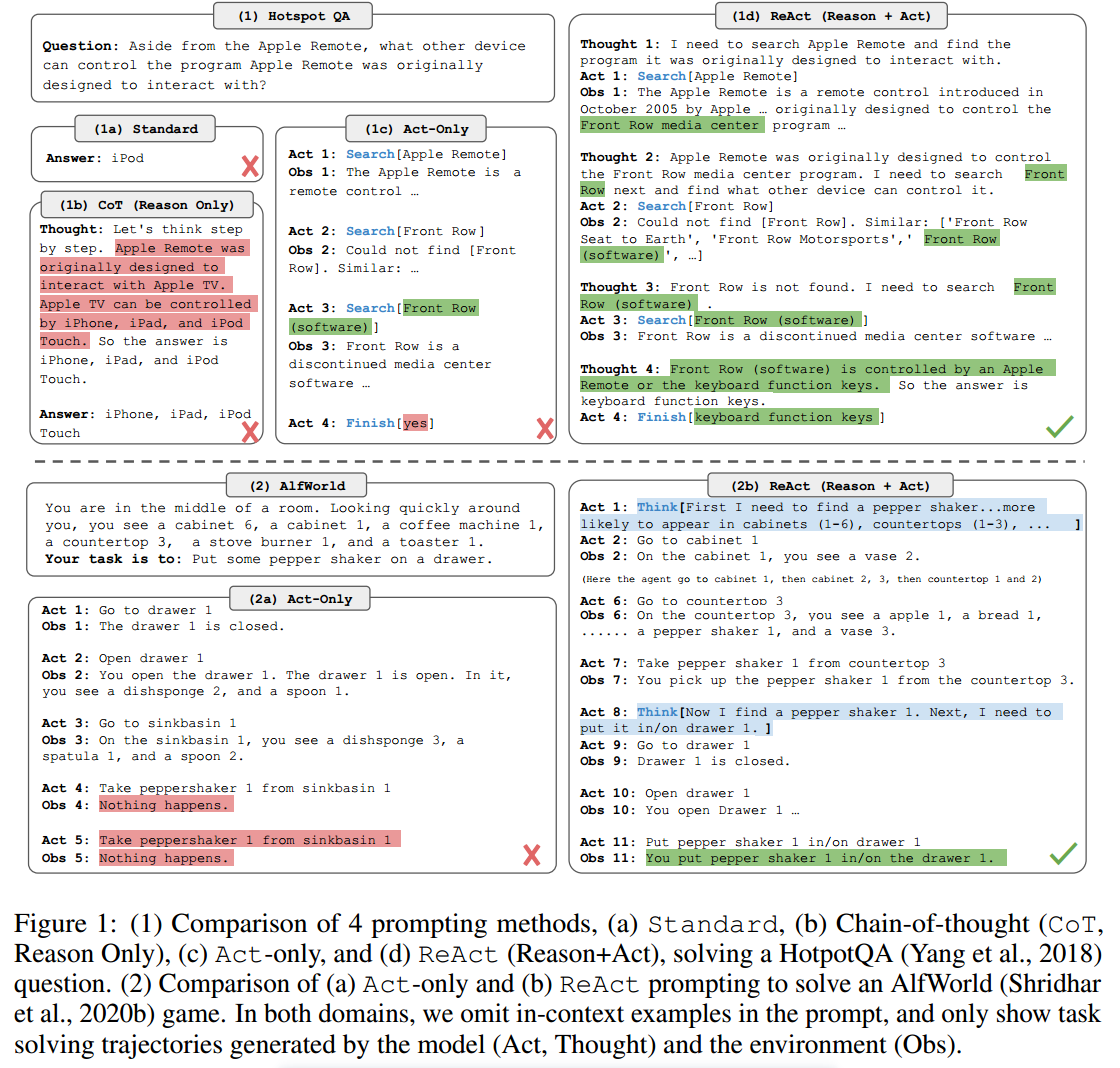 (1) Hotspot QA
Question: Aside from the Apple Remote, what other device
can control the program Apple Remote was originally
designed to interact with?
(1a) Standard
Answer: iPod
(1b) CoT (Reason Only)
Thought: Let's think step
by step. Apple Remote was
originally designed to
interact with Apple TV.
Apple TV can be controlled
by iPhone, iPad, and iPod
Touch. So the answer is
iPhone, iPad, and iPod
Touch.
Answer: iPhone, iPad, iPod
Touch
(1c) Act-Only
Act 1: Search[Apple Remote]
Obs 1: The Apple Remote is a
remote control …
Act 2: Search[Front Row]
Obs 2: Could not find [Front
Row]. Similar: …
Act 3: Search[Front Row
(software)]
Obs 3: Front Row is a
discontinued media center
software …
Act 4: Finish[yes]
(1d) ReAct (Reason + Act)
Thought 1: I need to search Apple Remote and find the
program it was originally designed to interact with.
Act 1: Search[Apple Remote]
Obs 1: The Apple Remote is a remote control introduced in
October 2005 by Apple … originally designed to control the
Front Row media center program …
Thought 2: Apple Remote was originally designed to control
the Front Row media center program. I need to search Front
Row next and find what other device can control it.
Act 2: Search[Front Row]
Obs 2: Could not find [Front Row]. Similar: ['Front Row
Seat to Earth', 'Front Row Motorsports',' Front Row
(software)', …]
Thought 3: Front Row is not found. I need to search Front
Row (software) .
Act 3: Search[Front Row (software)]
Obs 3: Front Row is a discontinued media center software …
Thought 4: Front Row (software) is controlled by an Apple
Remote or the keyboard function keys. So the answer is
keyboard function keys.
Act 4: Finish[keyboard function keys]
(2) AlfWorld
You are in the middle of a room. Looking quickly around
you, you see a cabinet 6, a cabinet 1, a coffee machine 1,
a countertop 3, a stove burner 1, and a toaster 1.
Your task is to: Put some pepper shaker on a drawer.
(2a) Act-Only
Act 1: Go to drawer 1
Obs 1: The drawer 1 is closed.
Act 2: Open drawer 1
Obs 2: You open the drawer 1. The drawer 1 is open. In it,
you see a dishsponge 2, and a spoon 1.
Act 3: Go to sinkbasin 1
Obs 3: On the sinkbasin 1, you see a dishsponge 3, a
spatula 1, and a spoon 2.
Act 4: Take peppershaker 1 from sinkbasin 1
Obs 4: Nothing happens.
Act 5: Take peppershaker 1 from sinkbasin 1
Obs 5: Nothing happens.
(2b) ReAct (Reason + Act)
Act 1: Think[First I need to find a pepper shaker...more
likely to appear in cabinets (1-6), countertops (1-3), ... ]
Act 2: Go to cabinet 1
Obs 2: On the cabinet 1, you see a vase 2.
(Here the agent go to cabinet 1, then cabinet 2, 3, then countertop 1 and 2)
Act 6: Go to countertop 3
Obs 6: On the countertop 3, you see a apple 1, a bread 1,
...... a pepper shaker 1, and a vase 3.
Act 7: Take pepper shaker 1 from countertop 3
Obs 7: You pick up the pepper shaker 1 from the countertop 3.
Act 8: Think[Now I find a pepper shaker 1. Next, I need to
put it in/on drawer 1. ]
Act 9: Go to drawer 1
Obs 9: Drawer 1 is closed.
Act 10: Open drawer 1
Obs 10: You open Drawer 1 …
Act 11: Put pepper shaker 1 in/on drawer 1
Obs 11: You put pepper shaker 1 in/on the drawer 1.
Figure 1: (1) Comparison of 4 prompting methods, (a) Standard, (b) Chain-of-thought (CoT,
Reason Only), (c) Act-only, and (d) ReAct (Reason+Act), solving a HotpotQA (Yang et al., 2018)
question. (2) Comparison of (a) Act-only and (b) ReAct prompting to solve an AlfWorld (Shridhar
et al., 2020b) game. In both domains, we omit in-context examples in the prompt, and only show task
solving trajectories generated by the model (Act, Thought) and the environment (Obs).